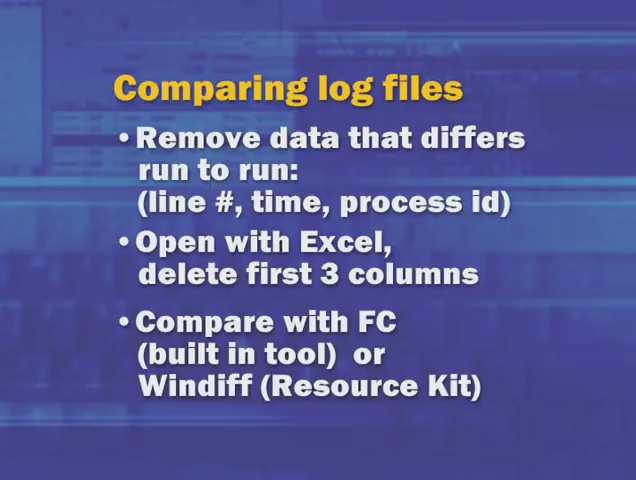 Comparing log files
•Remove data that differs
run to run:
(line #, time, process id)
•Open with Excel,
delete first 3 columns
•Compare with FC
(built in tool) or
Windiff (Resource Kit)